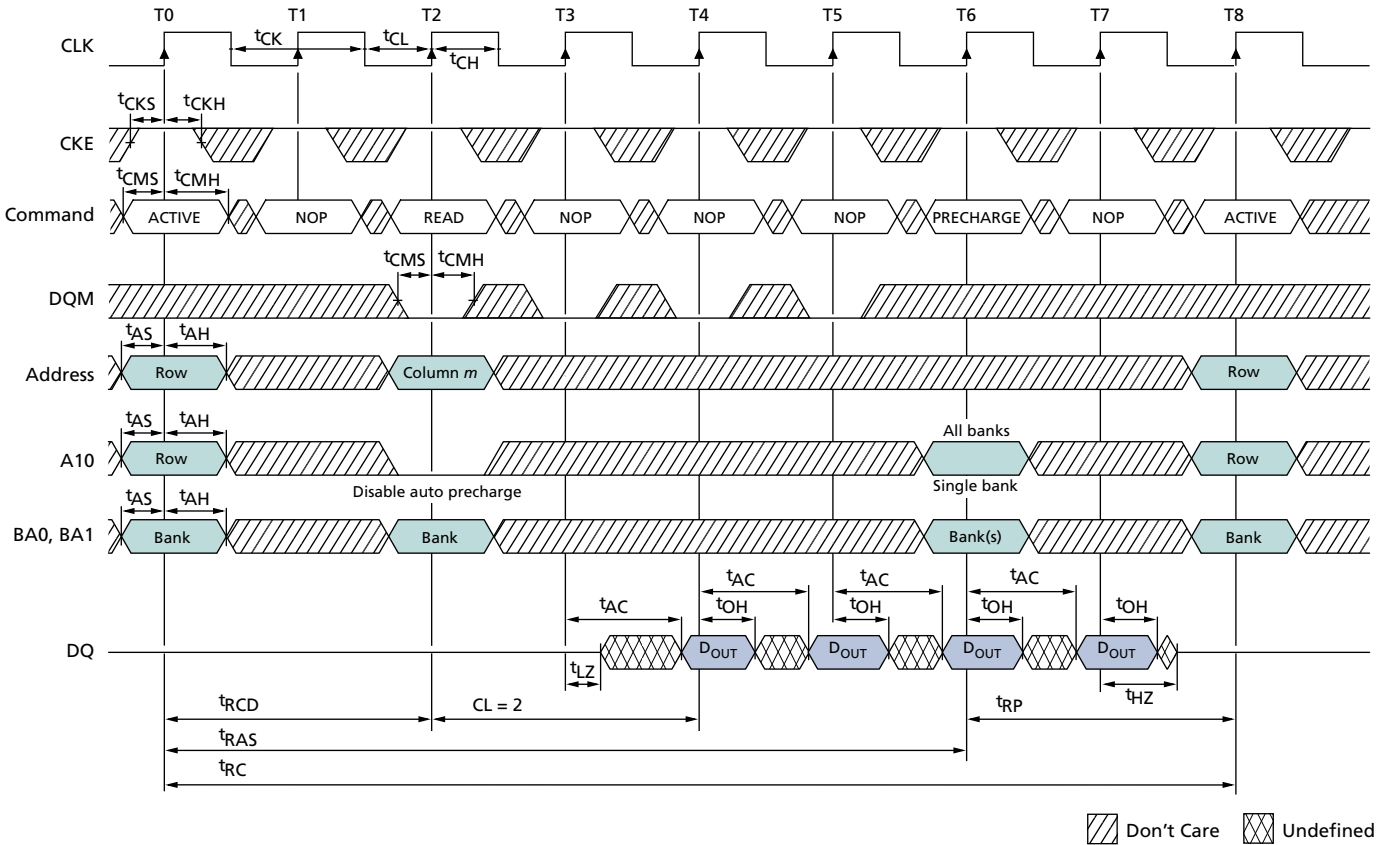 T0 T1 T2 T3 T4 T5 T6 T7 T8
CLK tCK tCL tCH
tCKS tCKH
CKE
tCMS tCMH
Command ACTIVE NOP READ NOP NOP NOP PRECHARGE NOP ACTIVE
tCMS tCMH
DQM
tAS tAH
Address Row Column m Row
tAS tAH All banks
A10 Row Row
Disable auto precharge Single bank
tAS tAH
BA0, BA1 Bank Bank Bank(s) Bank
tAC tAC tAC tAC
tOH tOH tOH tOH
DQ DOUT DOUT DOUT DOUT
tLZ tHZ
tRCD CL = 2 tRP
tRAS
tRC
Don't Care Undefined